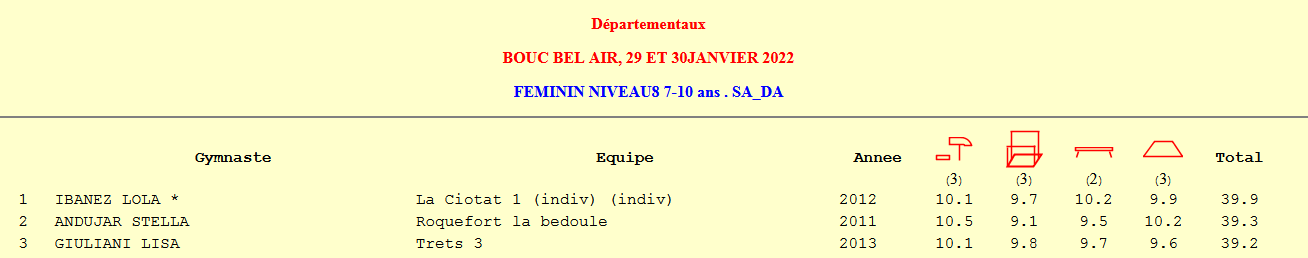 Départementaux
BOUC BEL AIR, 29 ET 30JANVIER 2022
FEMININ NIVEAU8 7-10 ans . SA_DA
Gymnaste Equipe Annee Total
(3) (3) (2) (3)
1 IBANEZ LOLA * La Ciotat 1 (indiv) (indiv) 2012 10.1 9.7 10.2 9.9 39.9
2 ANDUJAR STELLA Roquefort la bedoule 2011 10.5 9.1 9.5 10.2 39.3
3 GIULIANI LISA Trets 3 2013 10.1 9.8 9.7 9.6 39.2